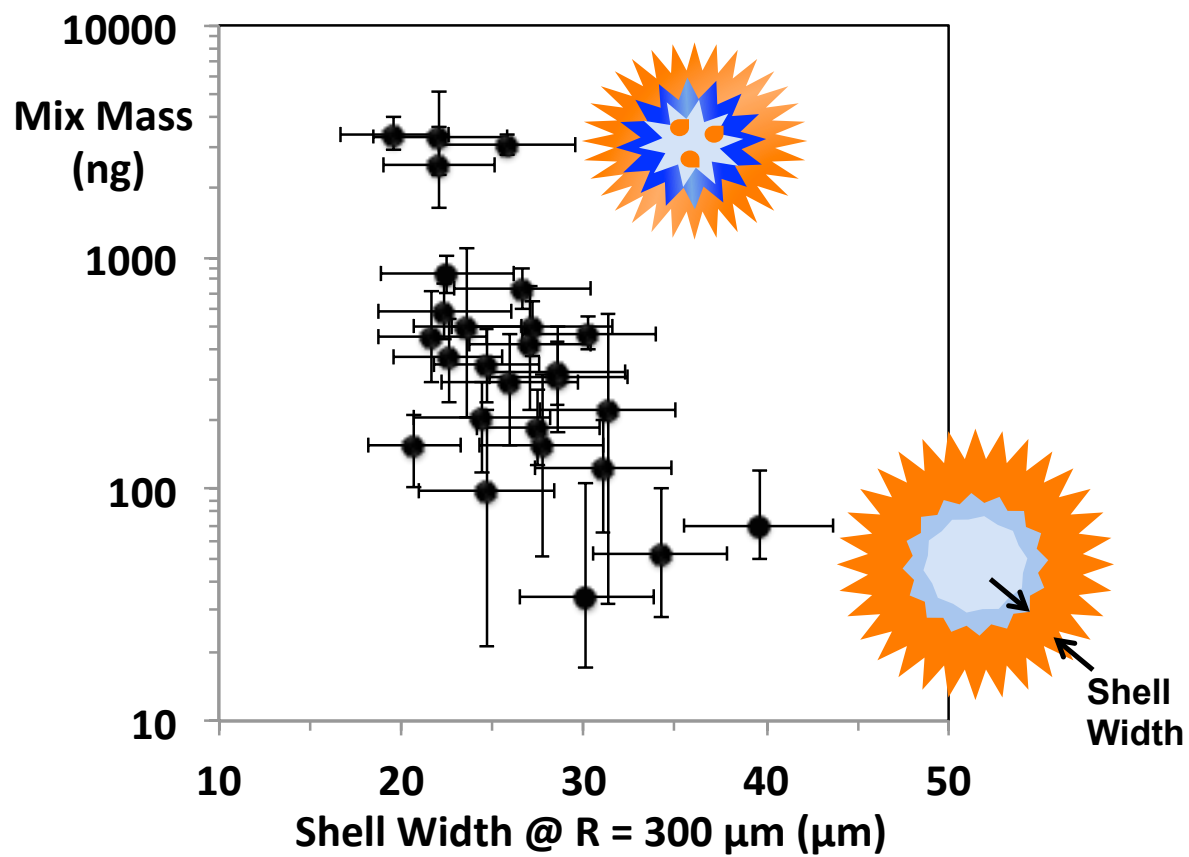 10000
Mix Mass
(ng)
1000
100
10
10 20 30 40 50
Shell Width @ R = 300 μm (μm)
Shell
Width